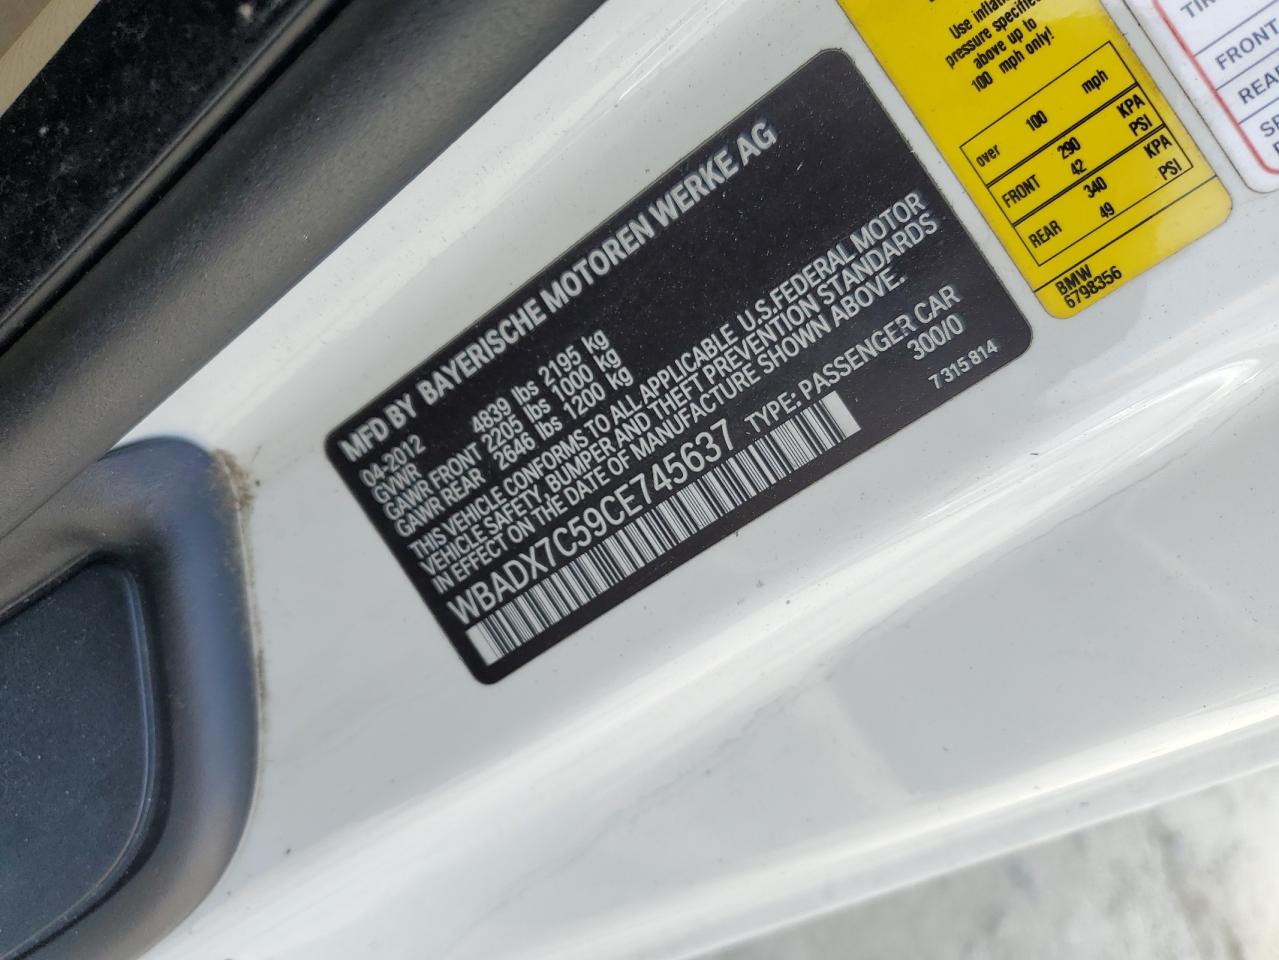 MFD BY BAYERISCHE MOTOREN WERKE AG
04-2012
GVWR 4839 lbs 2195 kg
GAWR FRONT 2205 lbs 1000 kg
GAWR REAR 2646 lbs 1200 kg
THIS VEHICLE CONFORMS TO ALL APPLICABLE U.S.FEDERAL MOTOR
VEHICLE SAFETY, BUMPER AND THEFT PREVENTION STANDARDS
IN EFFECT ON THE DATE OF MANUFACTURE SHOWN ABOVE.
WBADX7C59CE745637 TYPE: PASSENGER CAR
300/0
7 315 814
pressure specified
above up to
100 mph only!
over 100 mph
FRONT 290 KPA
42 PSI
REAR 340 KPA
49 PSI
BMW
6798356
FRONT